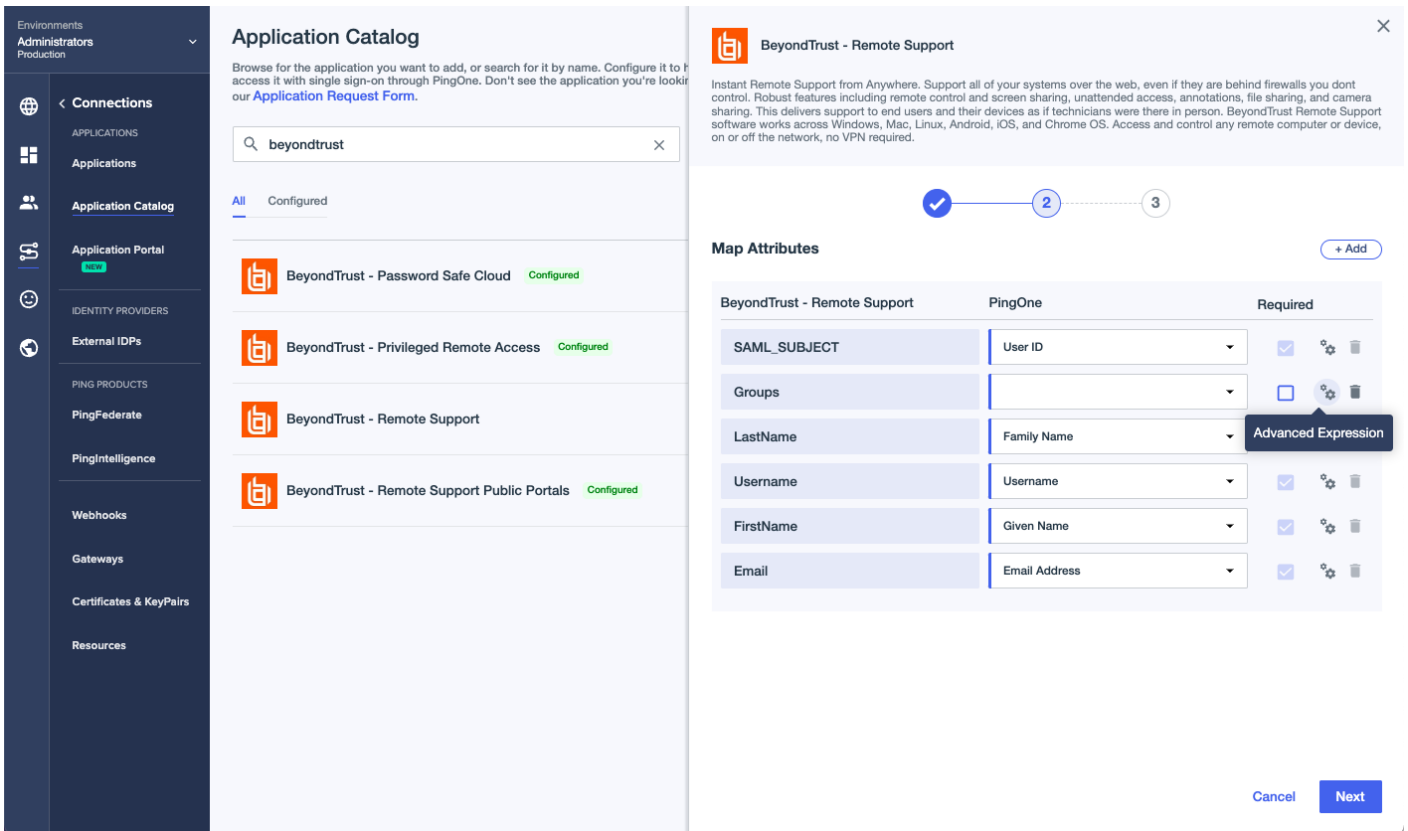 Environments
Administrators
Production
Connections
APPLICATIONS
Applications
Application Catalog
Application Portal
NEW
IDENTITY PROVIDERS
External IDPs
PING PRODUCTS
PingFederate
PingIntelligence
Webhooks
Gateways
Certificates & KeyPairs
Resources
Application Catalog
Browse for the application you want to add, or search for it by name. Configure it to
access it with single sign-on through PingOne. Don't see the application you're
our Application Request Form.
beyondtrust
All Configured
BeyondTrust - Password Safe Cloud Configured
BeyondTrust - Privileged Remote Access Configured
BeyondTrust - Remote Support
BeyondTrust - Remote Support Public Portals Configured
BeyondTrust - Remote Support
Instant Remote Support from Anywhere. Support all of your systems over the web, even if they are behind firewalls you dont
control. Robust features including remote control and screen sharing, unattended access, annotations, file sharing, and camera
sharing. This delivers support to end users and their devices as if technicians were there in person. BeyondTrust Remote Support
software works across Windows, Mac, Linux, Android, iOS, and Chrome OS. Access and control any remote computer or device,
on or off the network, no VPN required.
2 3
Map Attributes
+ Add
BeyondTrust - Remote Support PingOne Required
SAML_SUBJECT User ID
Groups
Advanced Expression
LastName Family Name
Username Username
FirstName Given Name
Email Email Address
Cancel Next